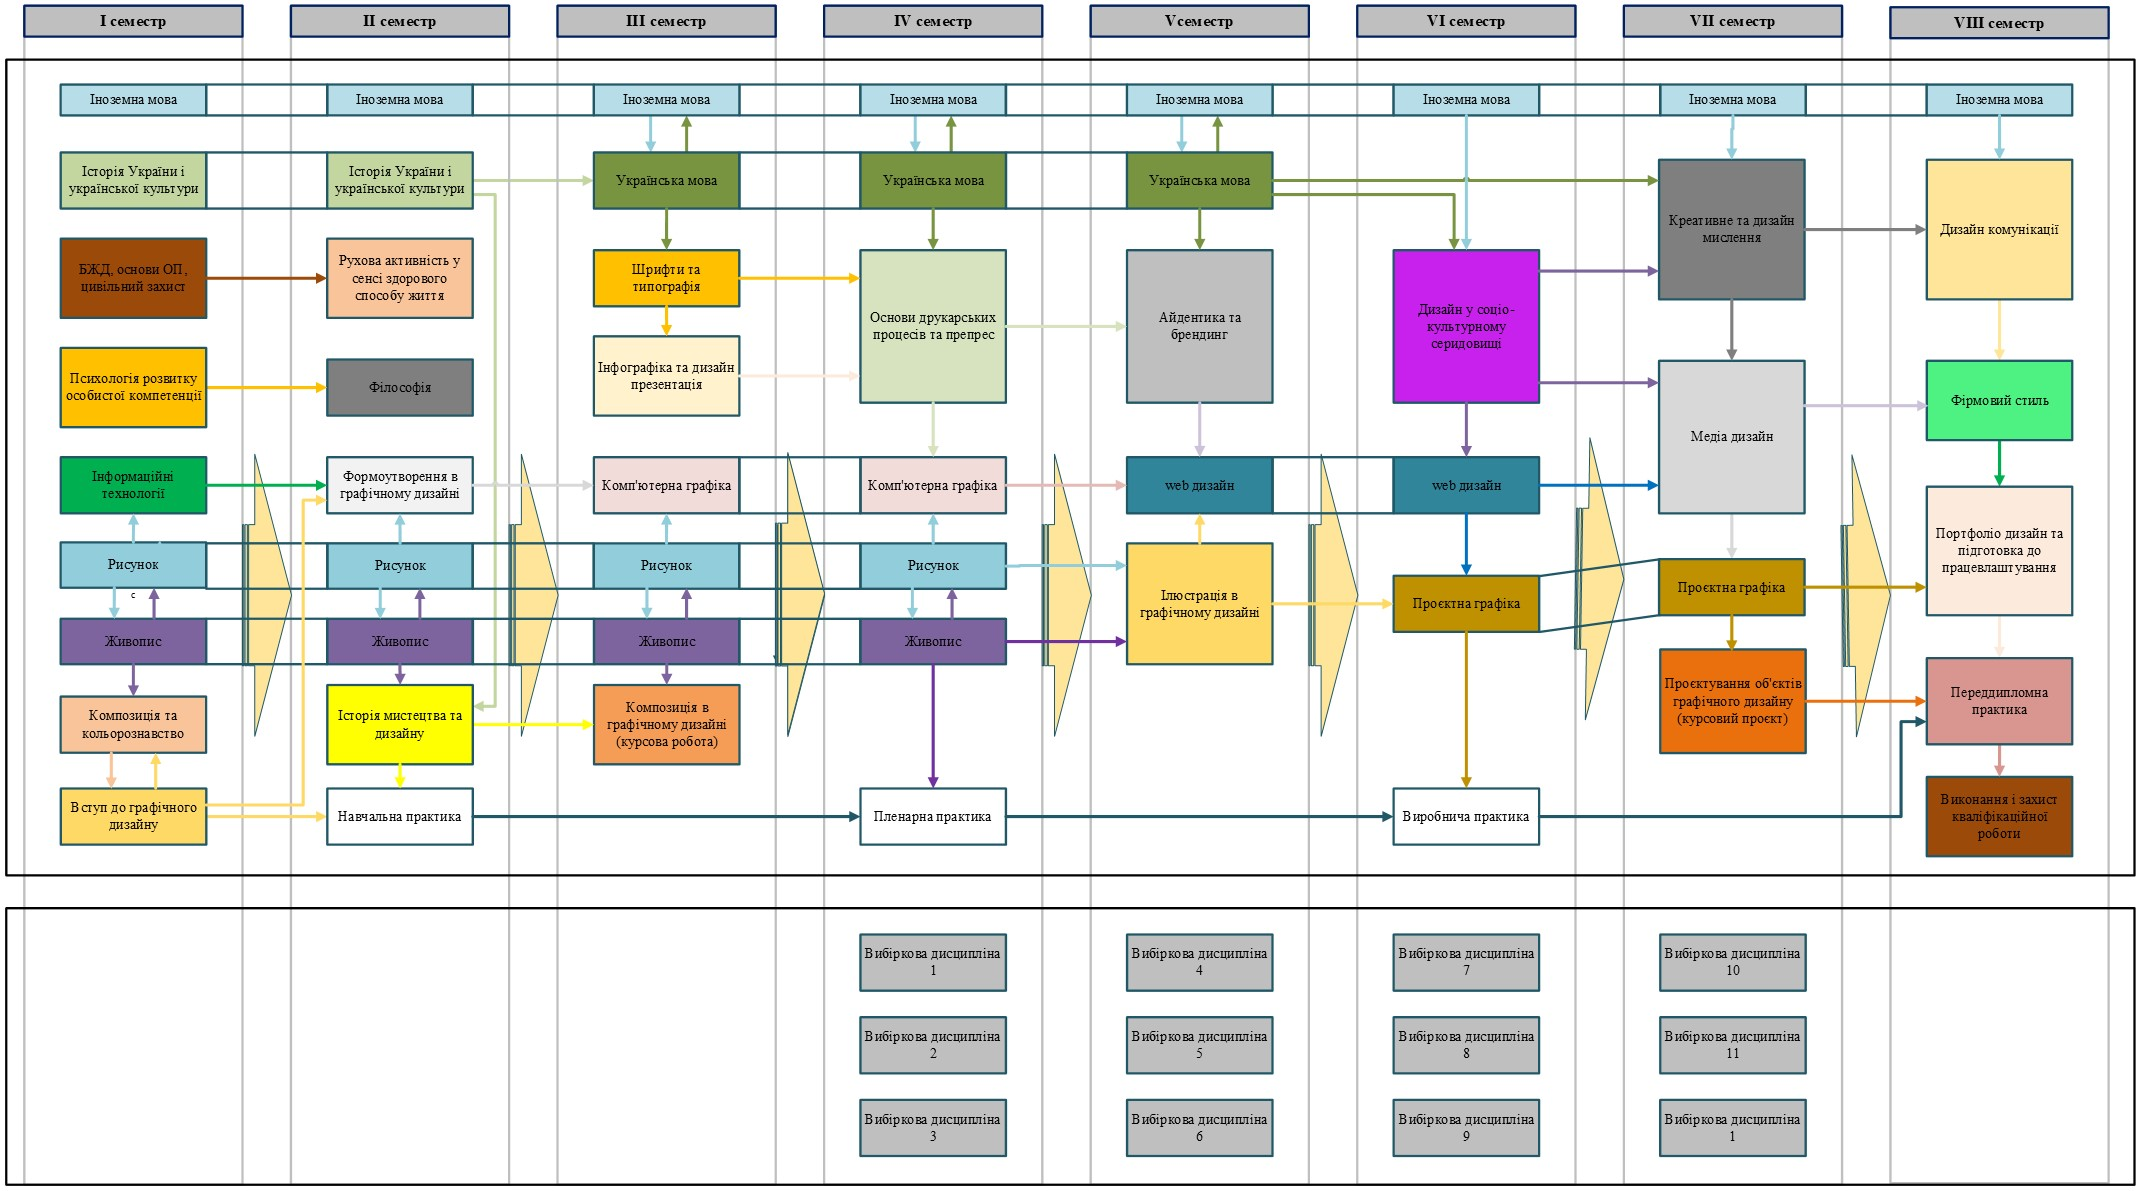 I семестр
II семестр
III семестр
IV семестр
Vсеместр
VI семестр
VII семестр
VIII семестр
Іноземна мова
Іноземна мова
Іноземна мова
Іноземна мова
Іноземна мова
Іноземна мова
Іноземна мова
Іноземна мова
Історія України і
української культури
Історія України і
української культури
Українська мова
Українська мова
Українська мова
Креативне та дизайн
мислення
Дизайн комунікації
БЖД, основи ОП,
цивільний захист
Рухова активність у
сенсі здорового
способу життя
Шрифти та
типографія
Основи друкарських
процесів та препрес
Айдентика та
брендинг
Дизайн у соціо-
культурному
серидовищі
Інфографіка та дизайн
презентація
Психологія розвитку
особистої компетенції
Філософія
Медіа дизайн
Фірмовий стиль
Інформаційні
технології
Формоутворення в
графічному дизайні
Комп'ютерна графіка
Комп'ютерна графіка
web дизайн
web дизайн
Портфоліо дизайн та
підготовка до
працевлаштування
Рисунок
с
Рисунок
Рисунок
Рисунок
Ілюстрація в
графічному дизайні
Проєктна графіка
Проєктна графіка
Живопис
Живопис
Живопис
Живопис
Композиція та
кольорознавство
Історія мистецтва та
дизайну
Композиція в
графічному дизайні
(курсова робота)
Проєктування об'єктів
графічного дизайну
(курсовий проєкт)
Переддипломна
практика
Вступ до графічного
дизайну
Навчальна практика
Пленарна практика
Виробнича практика
Виконання і захист
кваліфікаційної
роботи
Вибіркова дисципліна
1
Вибіркова дисципліна
4
Вибіркова дисципліна
7
Вибіркова дисципліна
10
Вибіркова дисципліна
2
Вибіркова дисципліна
5
Вибіркова дисципліна
8
Вибіркова дисципліна
11
Вибіркова дисципліна
3
Вибіркова дисципліна
6
Вибіркова дисципліна
9
Вибіркова дисципліна
1